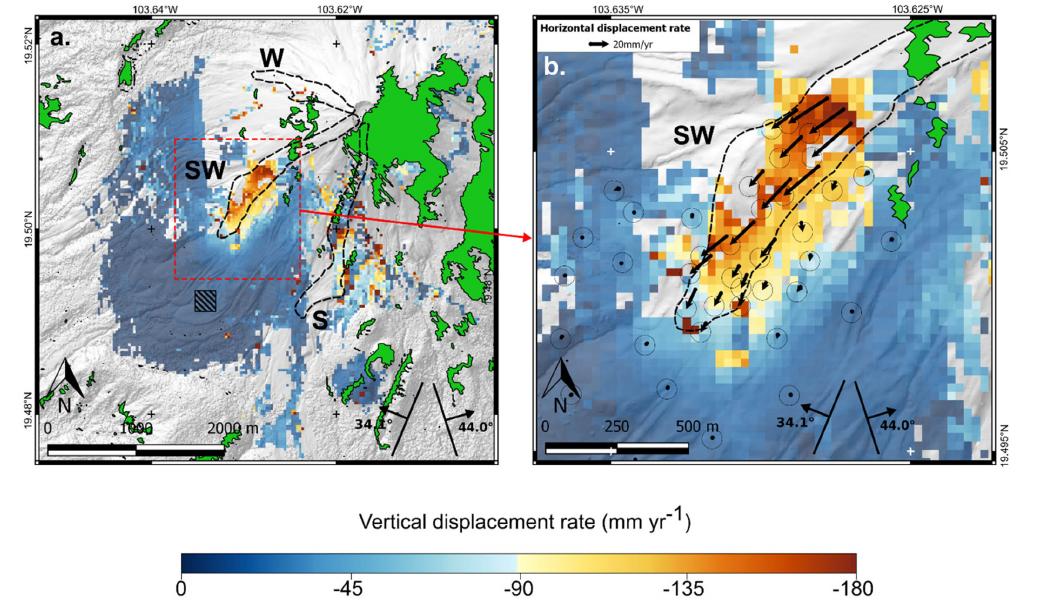 103.64°W
103.62°W
103.635°W
103.625°W
a.
19.52°N
W
SW
19.50°N
S
19.48°N
N
0
1000
2000 m
34.1°
44.0°
19.48°N
Horizontal displacement rate
20mm/yr
b.
SW
19.505°N
N
0
250
500 m
34.1°
44.0°
19.495°N
Vertical displacement rate (mm yr⁻¹)
0 -45 -90 -135 -180